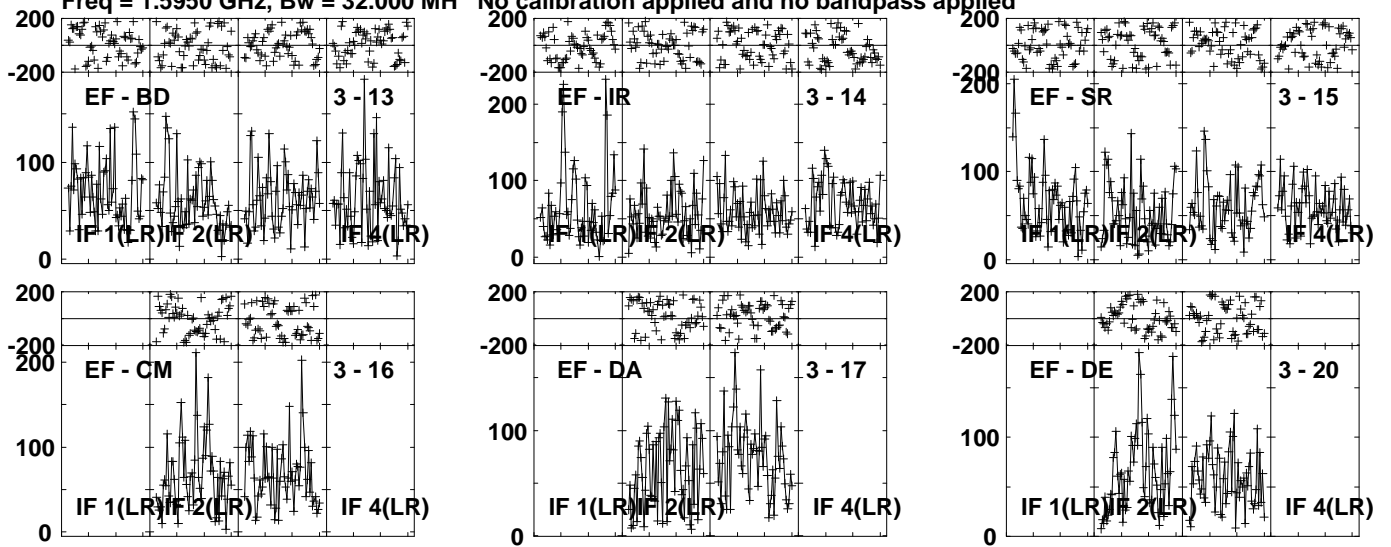 Freq = 1.5950 GHz, Bw = 32.000 MH No calibration applied and no bandpass applied
200
-200
EF - BD 3 - 13
200
100
0
IF 1(LR) IF 2(LR) IF 4(LR)
200
-200
EF - IR 3 - 14
200
100
0
IF 1(LR) IF 2(LR) IF 4(LR)
200
-200
EF - SR 3 - 15
200
100
0
IF 1(LR) IF 2(LR) IF 4(LR)
200
-200
EF - CM 3 - 16
200
100
0
IF 1(LR) IF 2(LR) IF 4(LR)
200
-200
EF - DA 3 - 17
100
0
IF 1(LR) IF 2(LR) IF 4(LR)
200
-200
EF - DE 3 - 20
100
0
IF 1(LR) IF 2(LR) IF 4(LR)